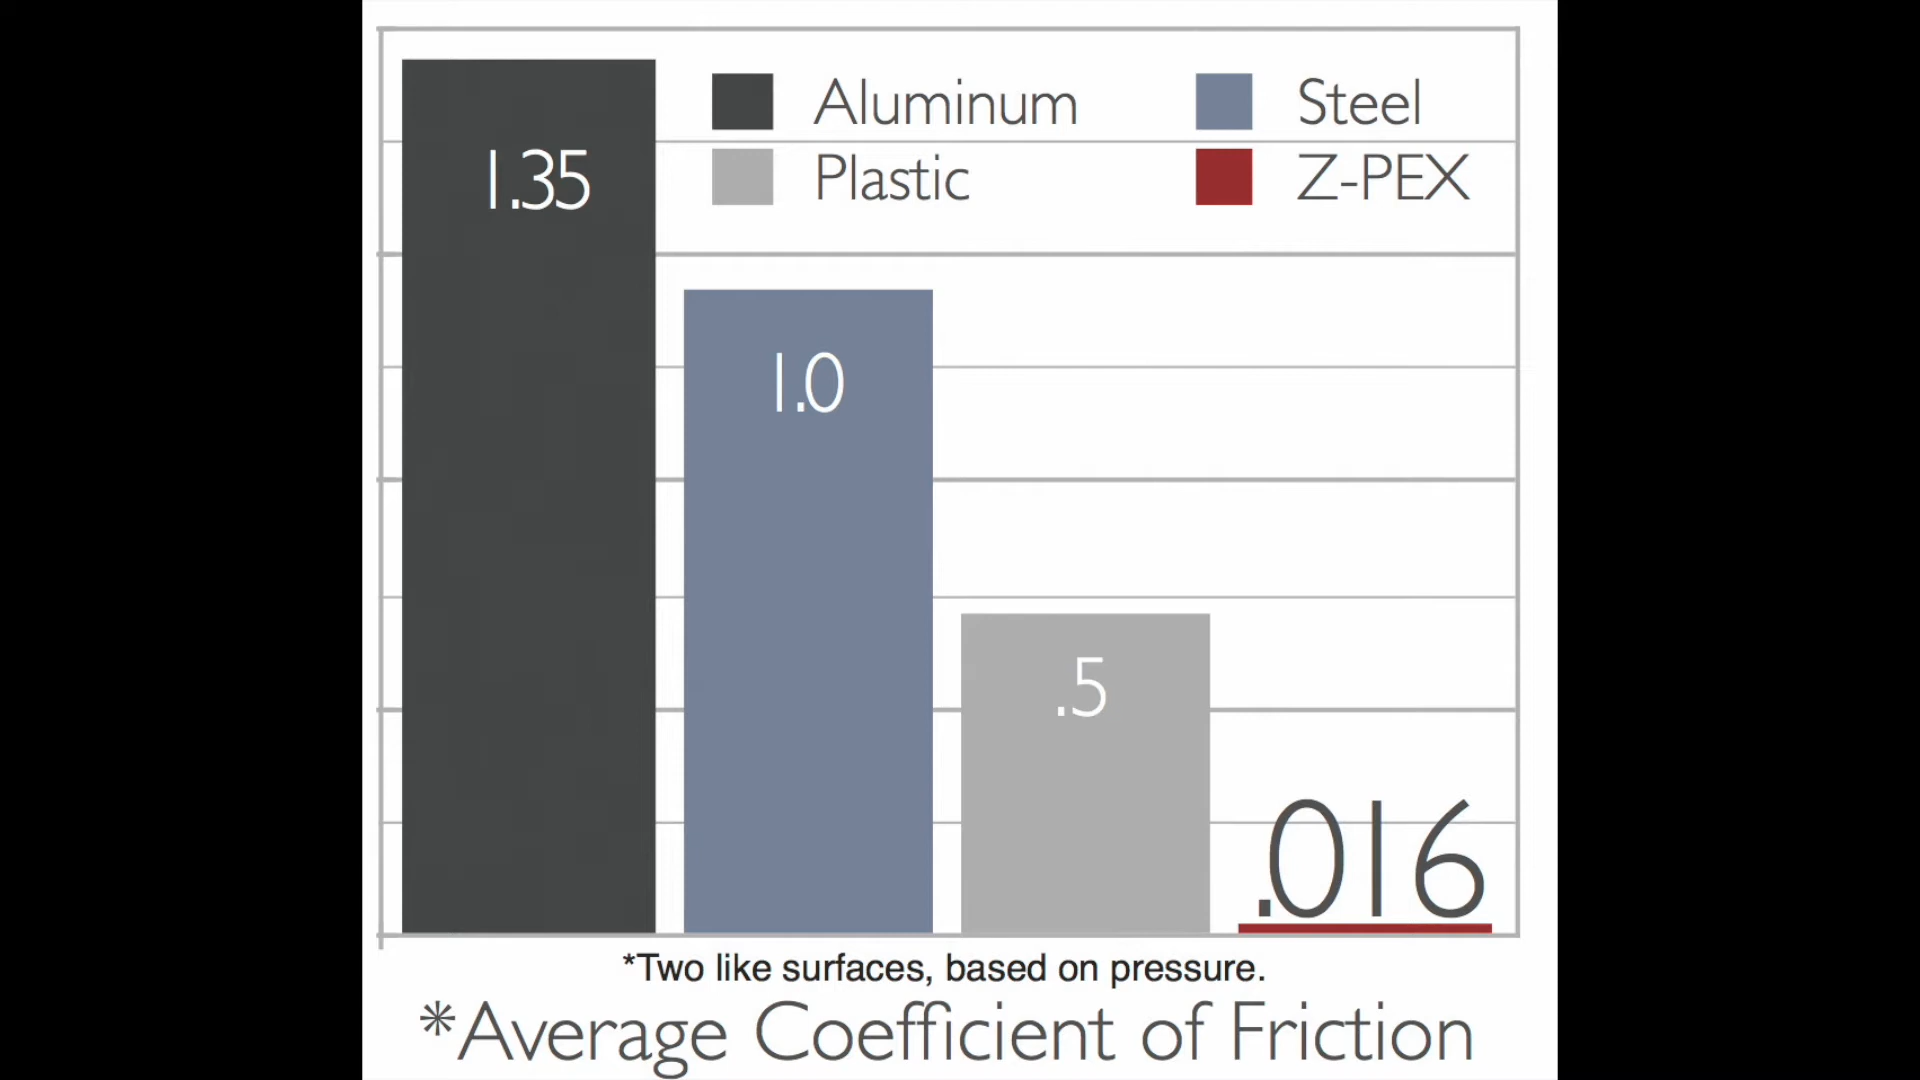 Aluminum Steel
Plastic Z-PEX
1.35
1.0
.5
.016
*Two like surfaces, based on pressure.
*Average Coefficient of Friction